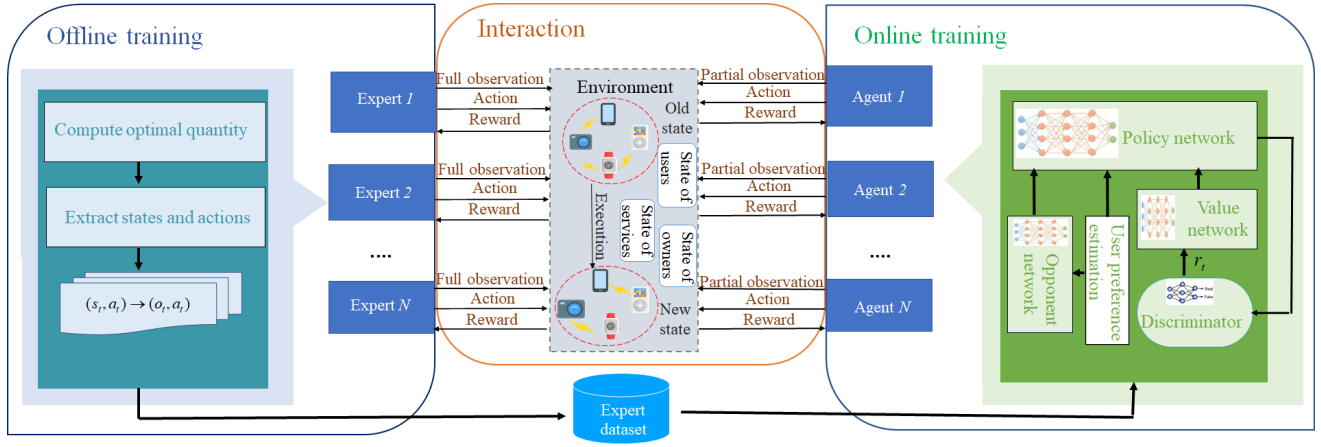 Offline training
Compute optimal quantity
Extract states and actions
(s_t, a_t) → (o_t, a_t)
Expert 1
Expert 2
....
Expert N
Interaction
Full observation
Action
Reward
Full observation
Action
Reward
Full observation
Action
Reward
Environment
Old
state
State of
users
Execution
State of
services
State of
owners
New
state
Partial observation
Action
Reward
Partial observation
Action
Reward
Partial observation
Action
Reward
Expert
dataset
Online training
Agent 1
Agent 2
....
Agent N
Policy network
Value
network
Opponent
network
User preference
estimation
r_t
Real
Fake
Discriminator